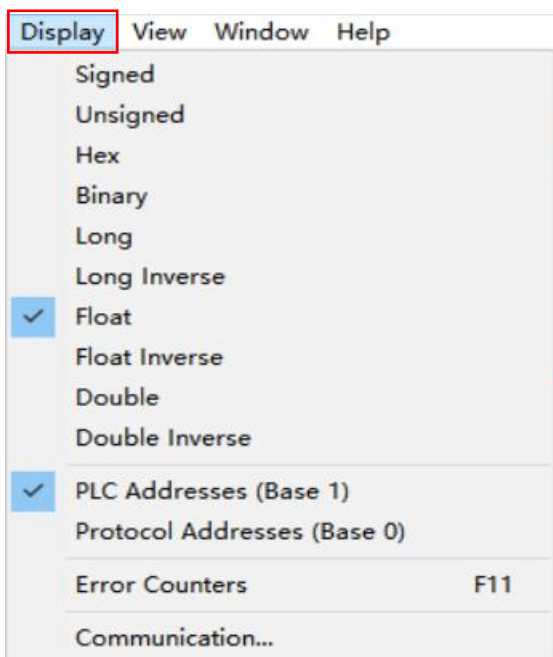 Display View Window Help
Signed
Unsigned
Hex
Binary
Long
Long Inverse
Float
Float Inverse
Double
Double Inverse
PLC Addresses (Base 1)
Protocol Addresses (Base 0)
Error Counters F11
Communication...